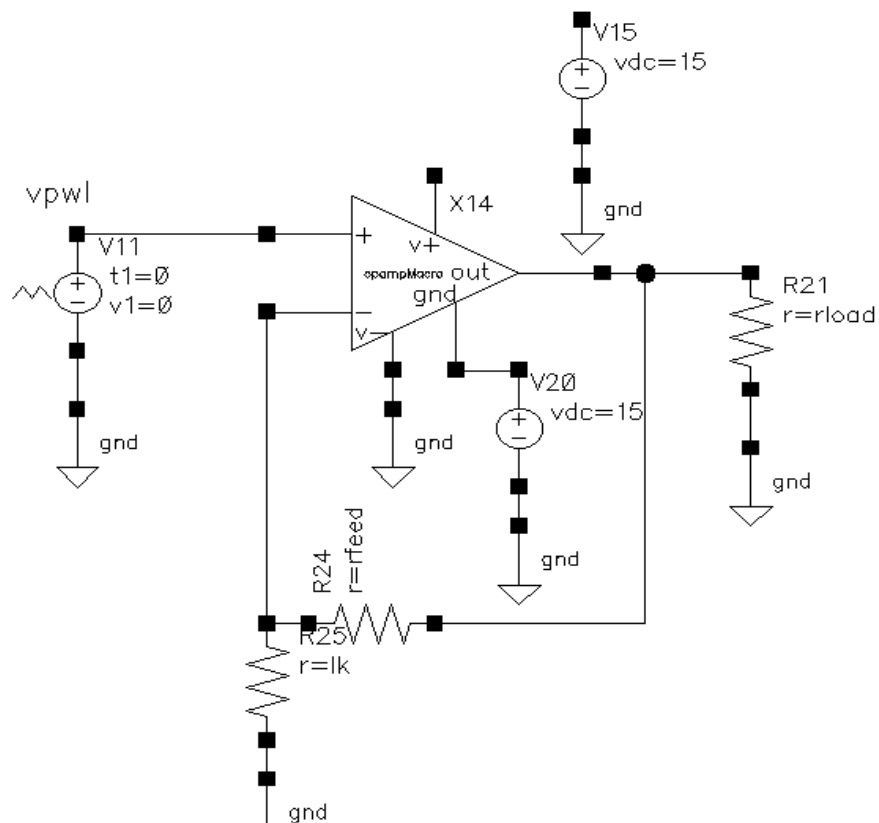 V15
vdc=15
gnd
vpwl
X14
V11
t1=0
v1=0
+
v+
opampMacro
out
gnd
−
v−
R21
r=rload
V20
vdc=15
gnd
gnd
gnd
gnd
R24
r=rfeed
R25
r=1k
gnd